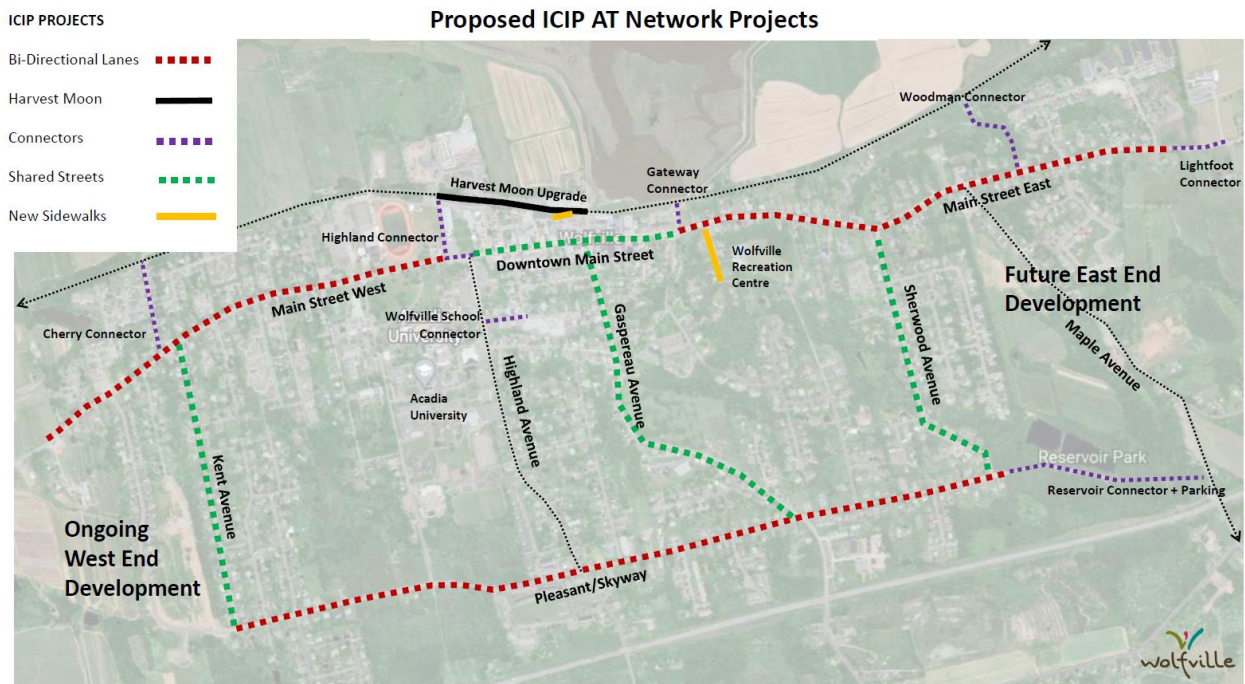 Proposed ICIP AT Network Projects
ICIP PROJECTS
Bi-Directional Lanes
Harvest Moon
Connectors
Shared Streets
New Sidewalks
Woodman Connector
Lightfoot
Connector
Main Street East
Gateway
Connector
Harvest Moon Upgrade
Wolfville
Highland Connector
Downtown Main Street
Wolfville
Recreation
Centre
Main Street West
Future East End
Development
Cherry Connector
Wolfville School
Connector
University
Acadia
University
Highland Avenue
Gaspereau Avenue
Sherwood Avenue
Maple Avenue
Kent Avenue
Reservoir Park
Reservoir Connector + Parking
Ongoing
West End
Development
Pleasant/Skyway
wolfville